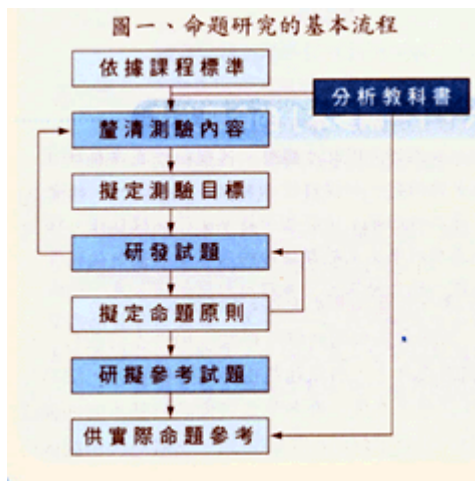 圖一、命題研究的基本流程
依據課程標準
分析教科書
釐清測驗內容
擬定測驗目標
研發試題
擬定命題原則
研擬參考試題
供實際命題參考